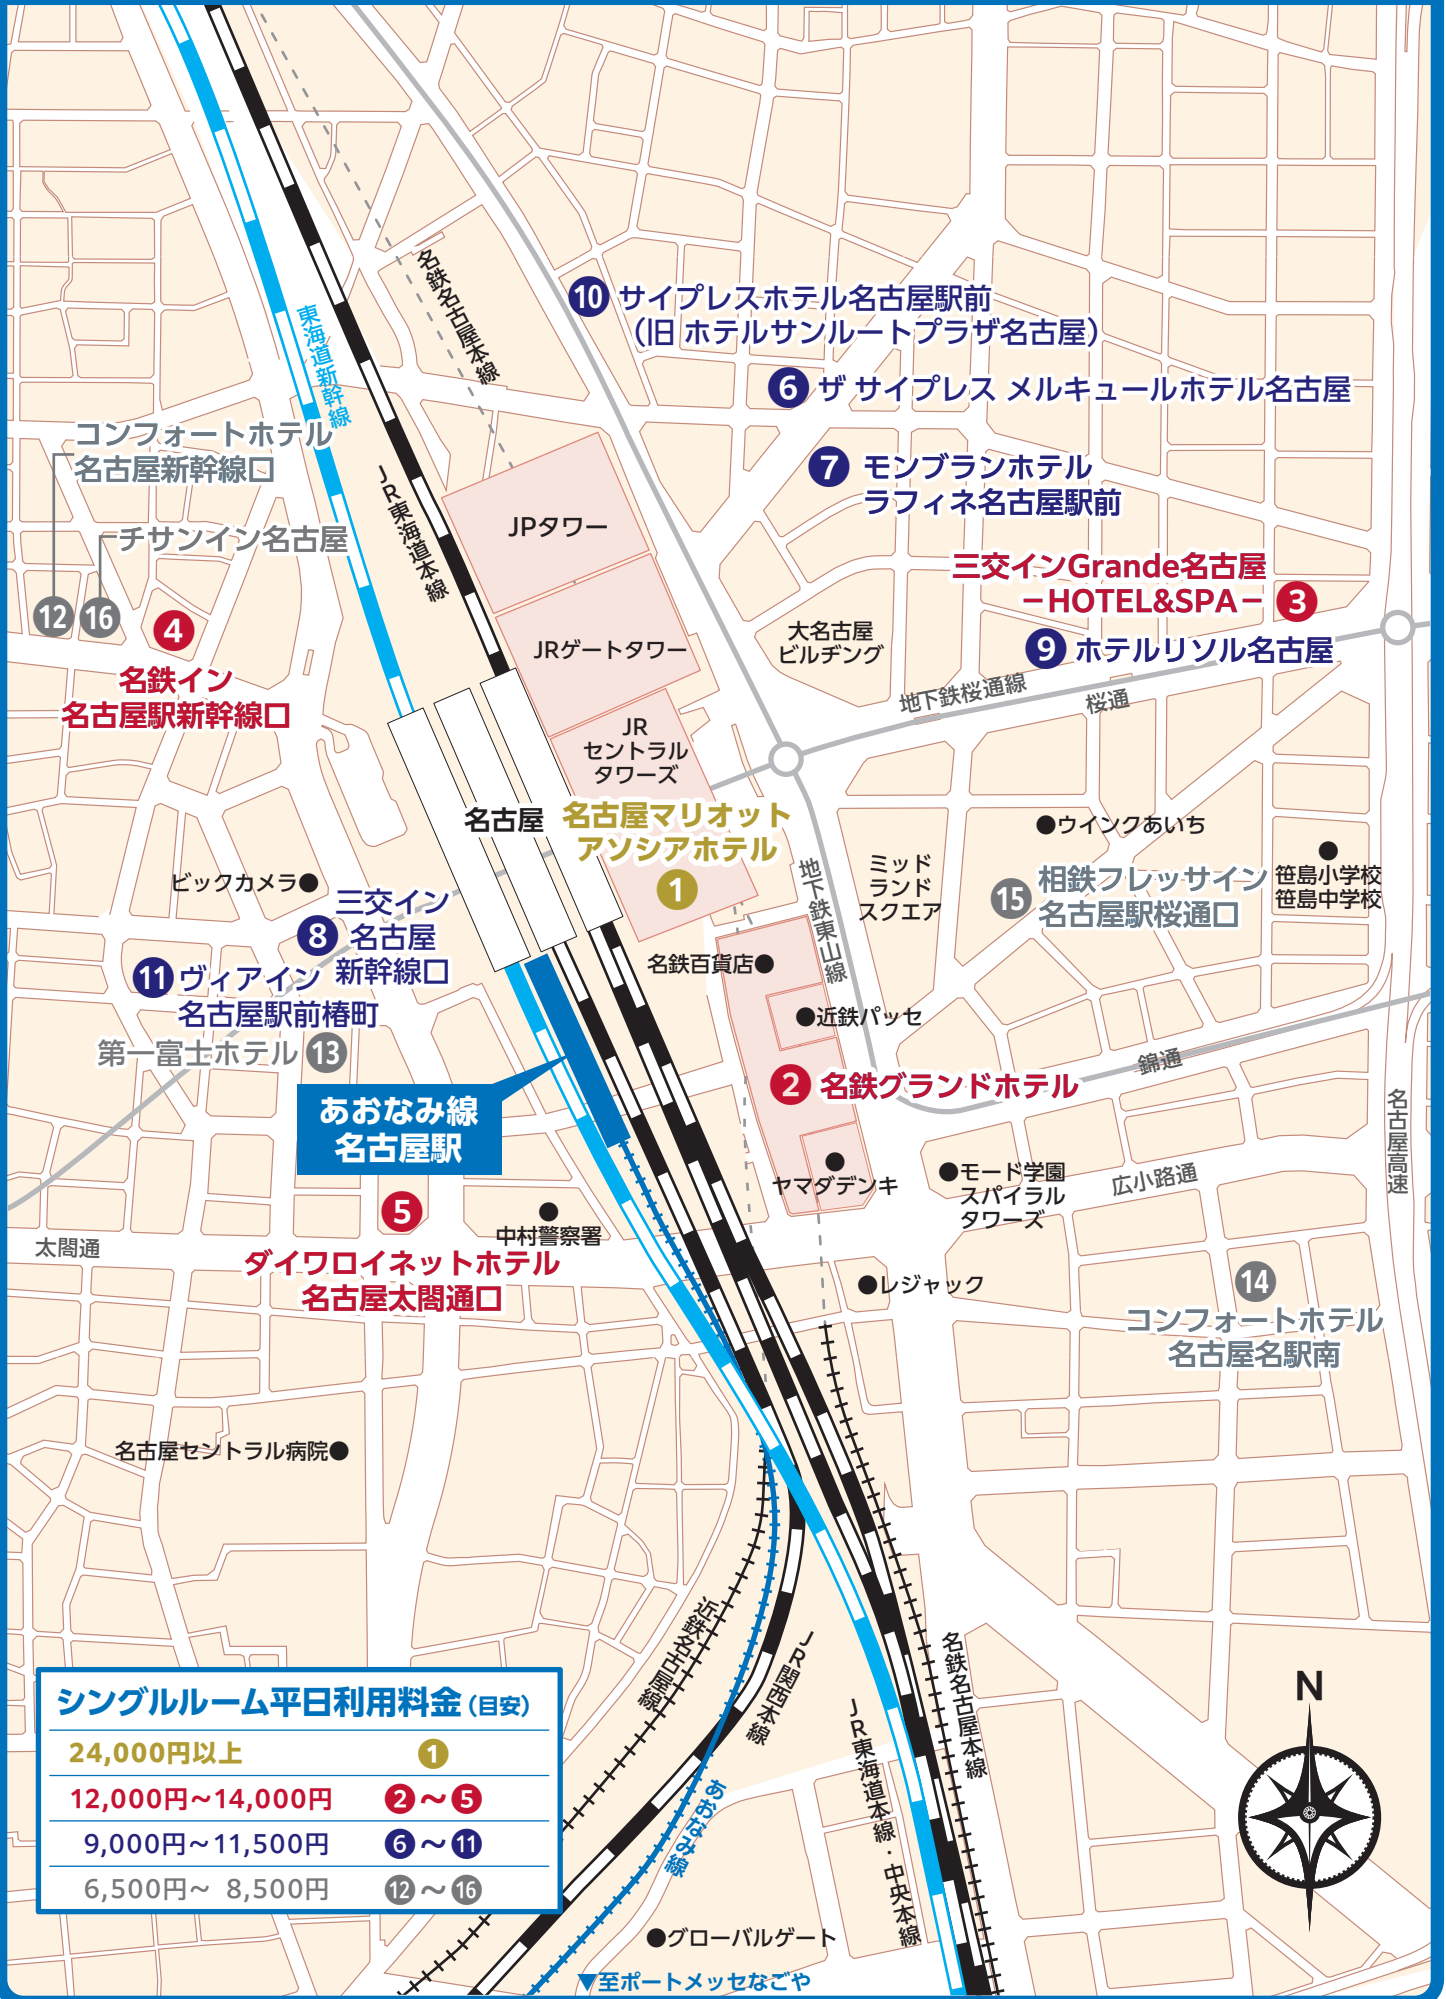 名鉄名古屋本線
東海道新幹線
JR東海道本線
10 サイプレスホテル名古屋駅前
(旧 ホテルサンルートプラザ名古屋)
6 ザ サイプレス メルキュールホテル名古屋
7 モンブランホテル
ラフィネ名古屋駅前
コンフォートホテル
名古屋新幹線口
チサンイン名古屋
12 16 4
名鉄イン
名古屋駅新幹線口
JPタワー
JRゲートタワー
JR
セントラル
タワーズ
大名古屋
ビルヂング
三交インGrande名古屋
－HOTEL&SPA－ 3
9 ホテルリソル名古屋
地下鉄桜通線
桜通
名古屋
名古屋マリオット
アソシアホテル
1
地下鉄東山線
ミッド
ランド
スクエア
●ウインクあいち
15 相鉄フレッサイン
名古屋駅桜通口
●
笹島小学校
笹島中学校
ビックカメラ●
8 三交イン
名古屋
新幹線口
11 ヴィアイン
名古屋駅前椿町
第一富士ホテル 13
名鉄百貨店●
●近鉄パッセ
2 名鉄グランドホテル
錦通
名古屋高速
あおなみ線
名古屋駅
●
ヤマダデンキ
●モード学園
スパイラル
タワーズ
広小路通
5
ダイワロイネットホテル
名古屋太閤通口
●
中村警察署
太閤通
●レジャック
14
コンフォートホテル
名古屋名駅南
名古屋セントラル病院●
近鉄名古屋線
JR関西本線
あおなみ線
JR東海道本線・中央本線
名鉄名古屋本線
N
シングルルーム平日利用料金(目安)
24,000円以上 1
12,000円～14,000円 2～5
9,000円～11,500円 6～11
6,500円～ 8,500円 12～16
●グローバルゲート
▼至ポートメッセなごや